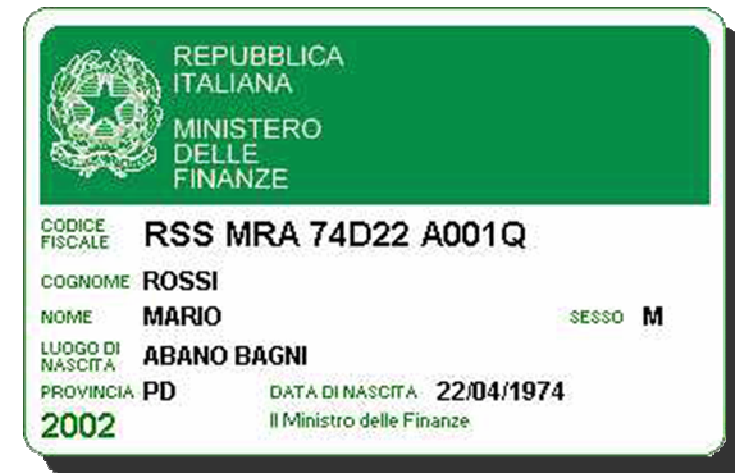 REPUBBLICA
ITALIANA
MINISTERO
DELLE
FINANZE
CODICE
FISCALE
RSS MRA 74D22 A001Q
COGNOME ROSSI
NOME MARIO SESSO M
LUOGO DI
NASCITA
ABANO BAGNI
PROVINCIA PD DATA DI NASCITA 22/04/1974
2002 Il Ministro delle Finanze